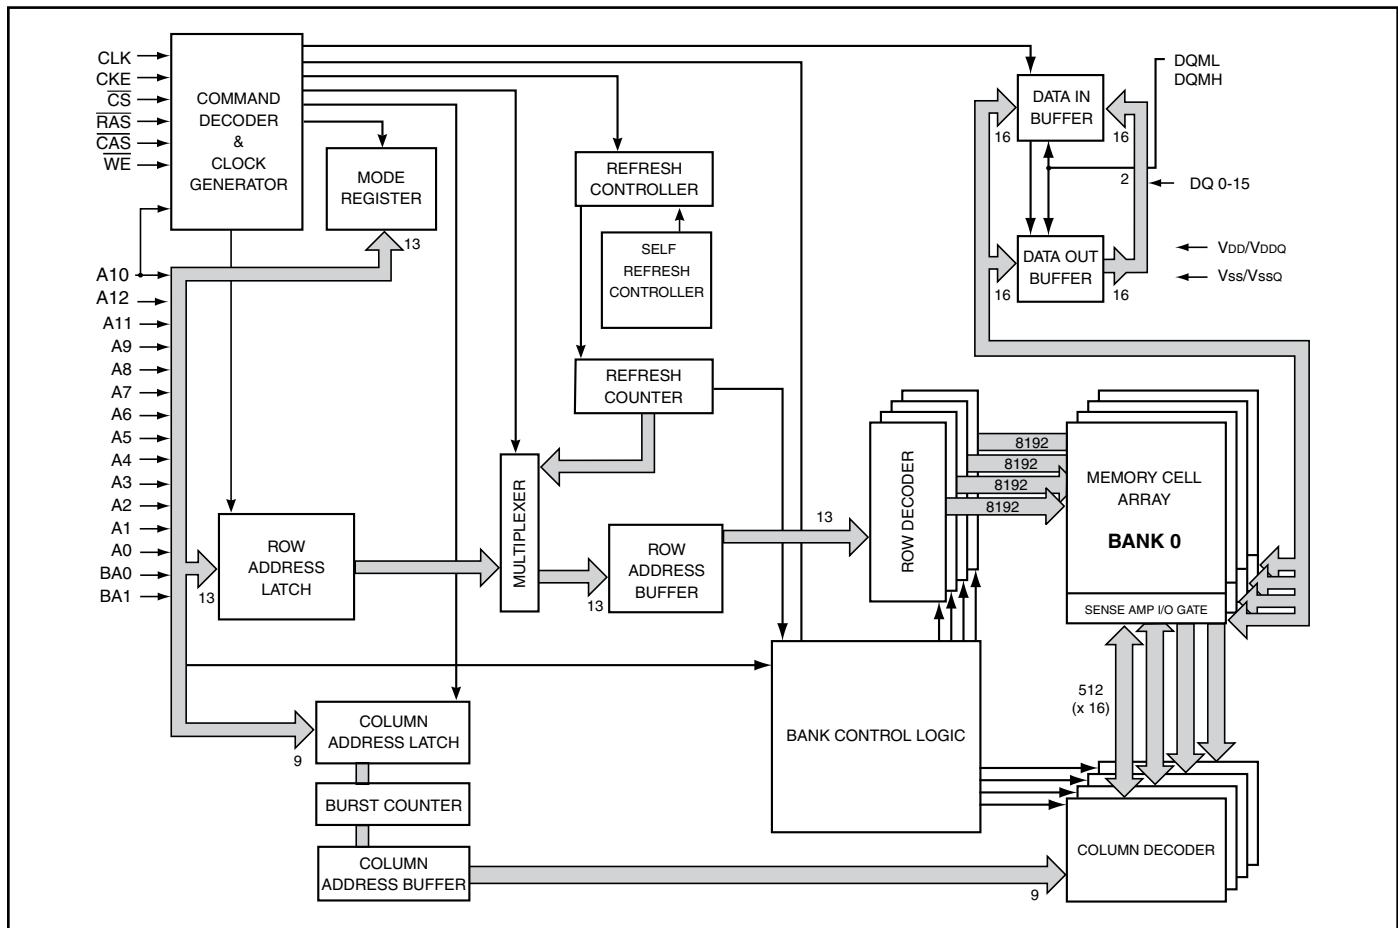 CLK
CKE
CS
RAS
CAS
WE
A10
A12
A11
A9
A8
A7
A6
A5
A4
A3
A2
A1
A0
BA0
BA1
COMMAND
DECODER
&
CLOCK
GENERATOR
MODE
REGISTER
13
REFRESH
CONTROLLER
SELF
REFRESH
CONTROLLER
REFRESH
COUNTER
DATA IN
BUFFER
16
16
DQML
DQMH
2
DQ 0-15
DATA OUT
BUFFER
16
16
VDD/VDDQ
VSS/VSSQ
13
ROW
ADDRESS
LATCH
MULTIPLEXER
13
ROW
ADDRESS
BUFFER
13
ROW DECODER
8192
8192
8192
8192
MEMORY CELL
ARRAY
BANK 0
SENSE AMP I/O GATE
512
(x 16)
BANK CONTROL LOGIC
9
COLUMN
ADDRESS LATCH
BURST COUNTER
COLUMN
ADDRESS BUFFER
9
COLUMN DECODER